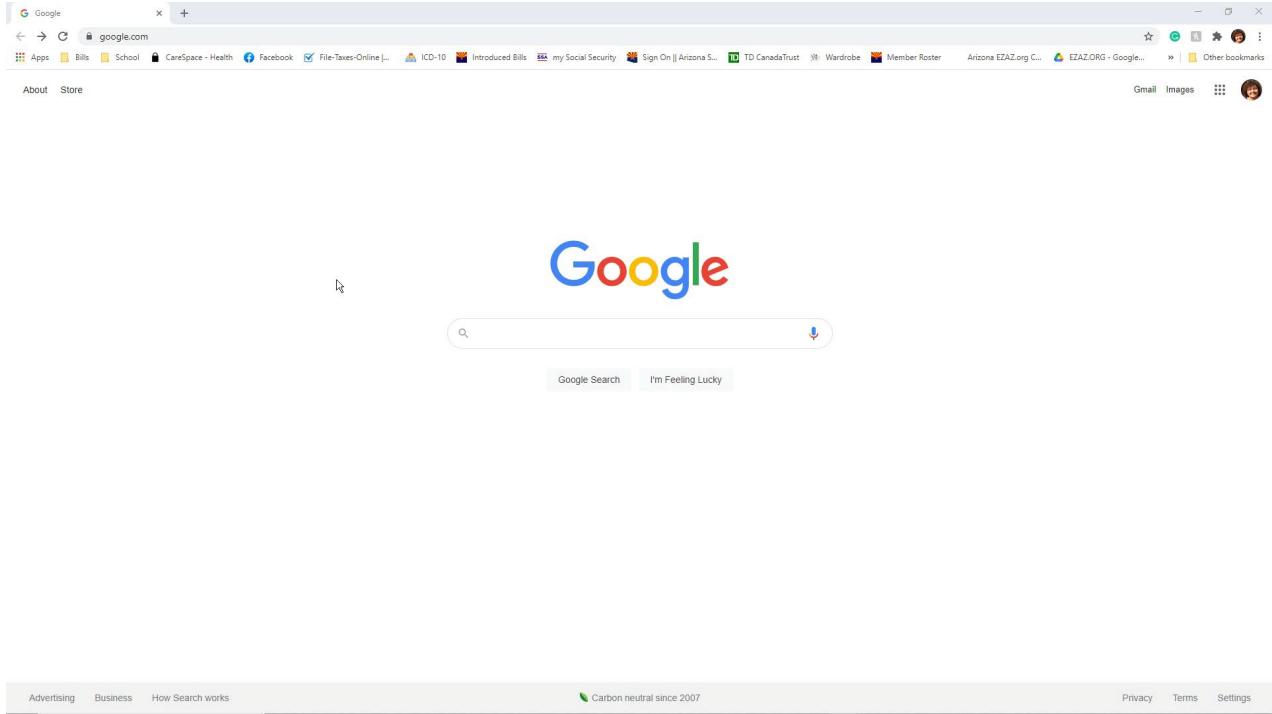 Google
google.com
Apps Bills School CareSpace - Health Facebook File-Taxes-Online |... ICD-10 Introduced Bills SSA my Social Security Sign On || Arizona S... TD TD CanadaTrust Wardrobe Member Roster Arizona EZAZ.org C... EZAZ.ORG - Google... » Other bookmarks
About Store Gmail Images
Google
Google Search I'm Feeling Lucky
Advertising Business How Search works Carbon neutral since 2007 Privacy Terms Settings